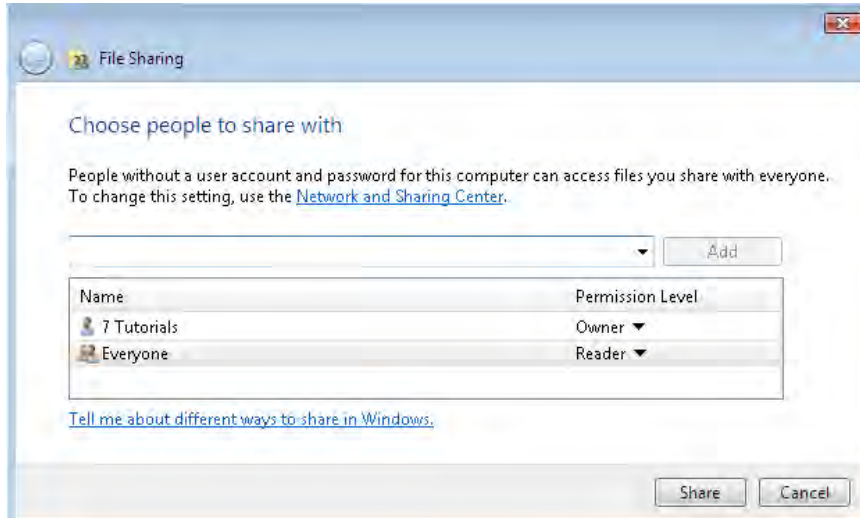 File Sharing
Choose people to share with
People without a user account and password for this computer can access files you share with everyone.
To change this setting, use the Network and Sharing Center.
Add
Name Permission Level
7 Tutorials Owner
Everyone Reader
Tell me about different ways to share in Windows.
Share Cancel